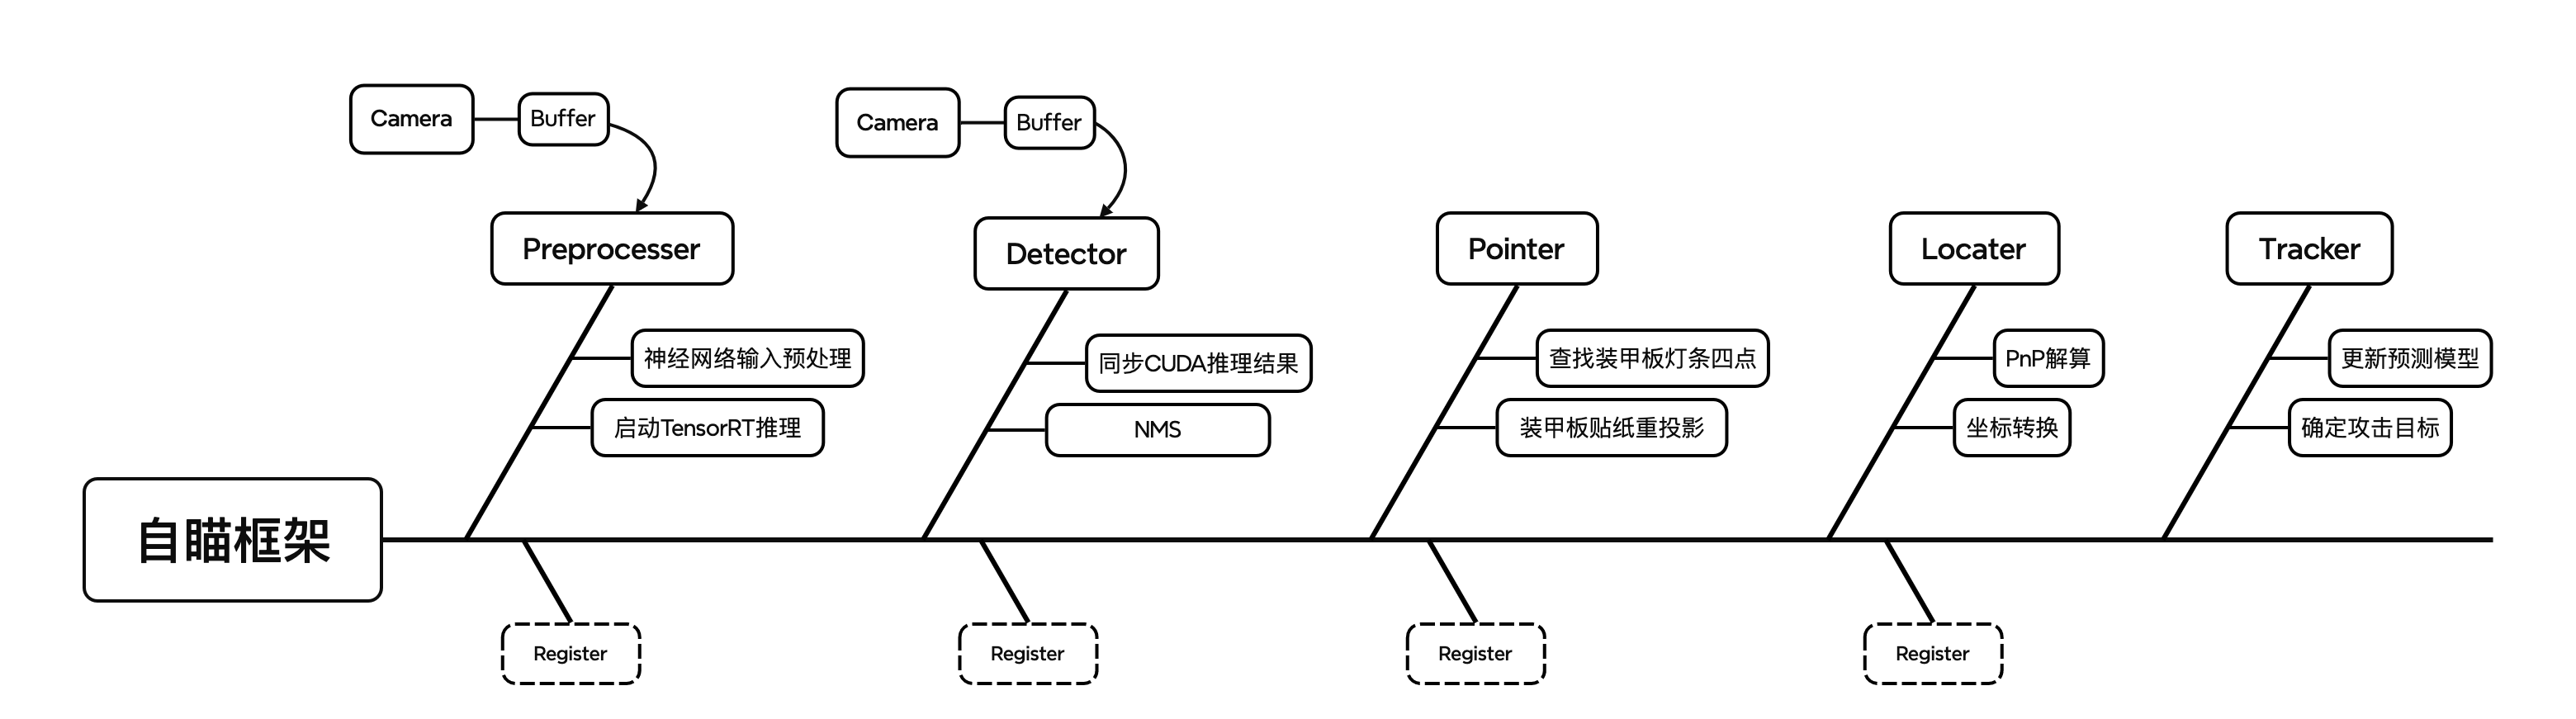 Camera
Buffer
Camera
Buffer
Preprocesser
Detector
Pointer
Locater
Tracker
神经网络输入预处理
同步CUDA推理结果
查找装甲板灯条四点
PnP解算
更新预测模型
启动TensorRT推理
NMS
装甲板贴纸重投影
坐标转换
确定攻击目标
自瞄框架
Register
Register
Register
Register